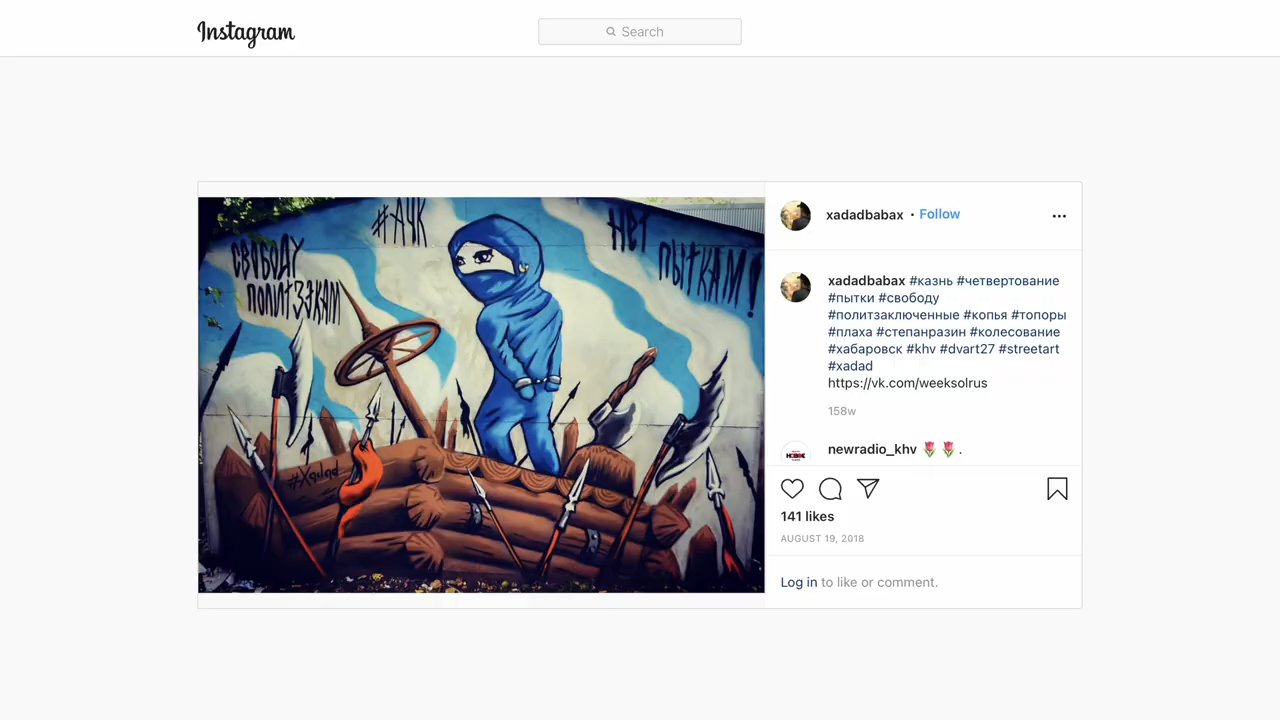 Instagram
Search
#АЧК
СВОБОДУ
ПОЛИТЗЭКАМ
НЕТ
ПЫТКАМ!
#Xadad
xadadbabax • Follow
xadadbabax #казнь #четвертование
#пытки #свободу
#политзаключенные #копья #топоры
#плаха #степанразин #колесование
#хабаровск #khv #dvart27 #streetart
#xadad
https://vk.com/weeksolrus
158w
newradio_khv 🌷🌷 .
141 likes
AUGUST 19, 2018
Log in to like or comment.